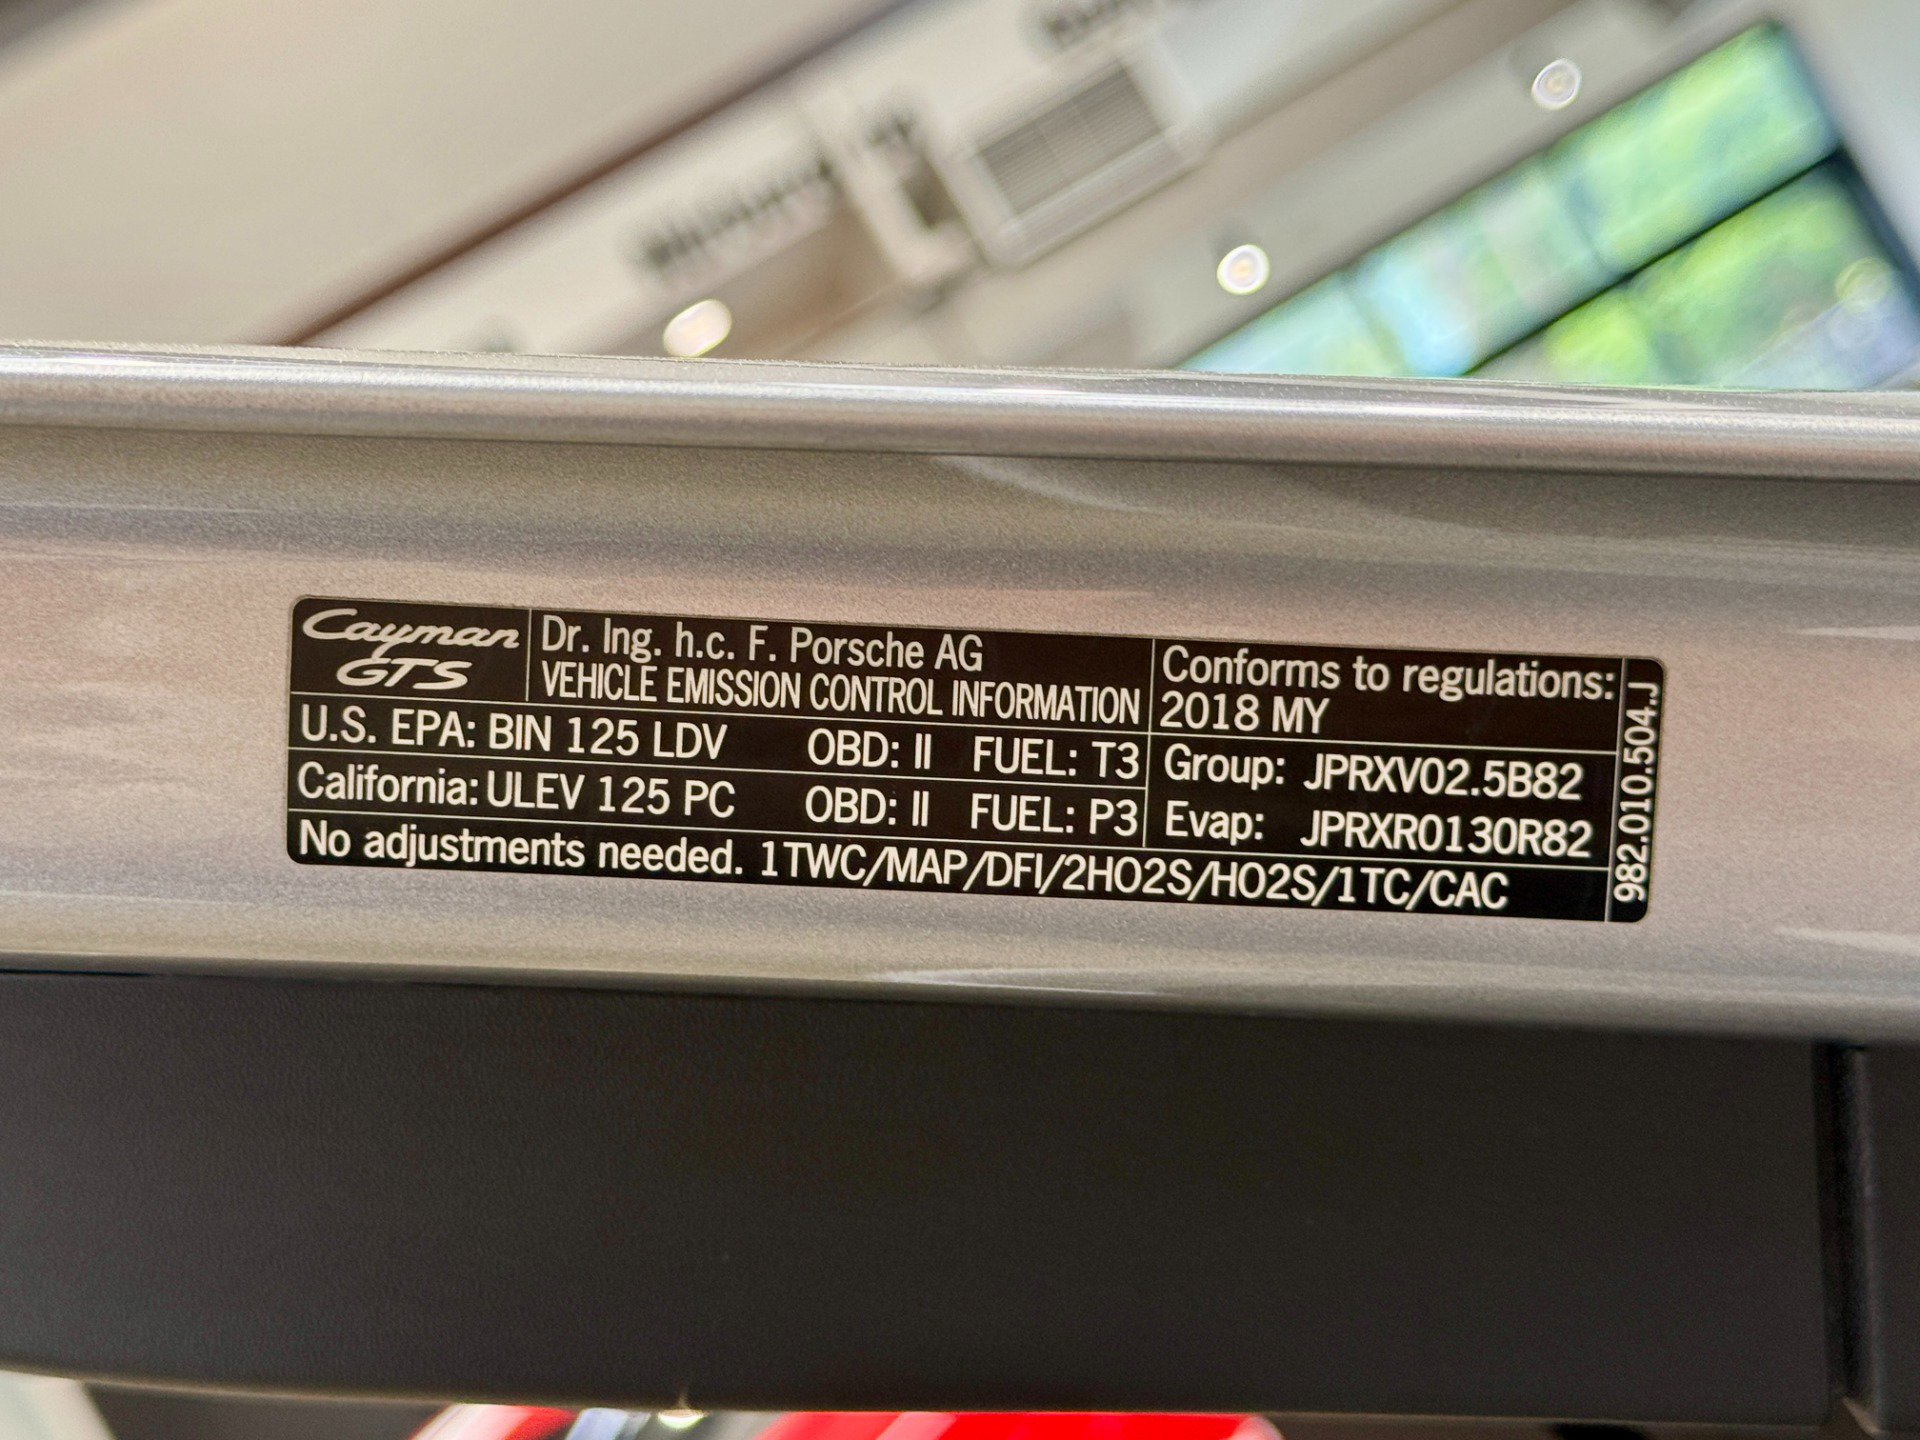 Cayman
GTS
Dr. Ing. h.c. F. Porsche AG
VEHICLE EMISSION CONTROL INFORMATION
Conforms to regulations:
2018 MY
U.S. EPA: BIN 125 LDV OBD: II FUEL: T3
California: ULEV 125 PC OBD: II FUEL: P3
Group: JPRXV02.5B82
Evap: JPRXR0130R82
No adjustments needed. 1TWC/MAP/DFI/2HO2S/HO2S/1TC/CAC
982.010.504.J